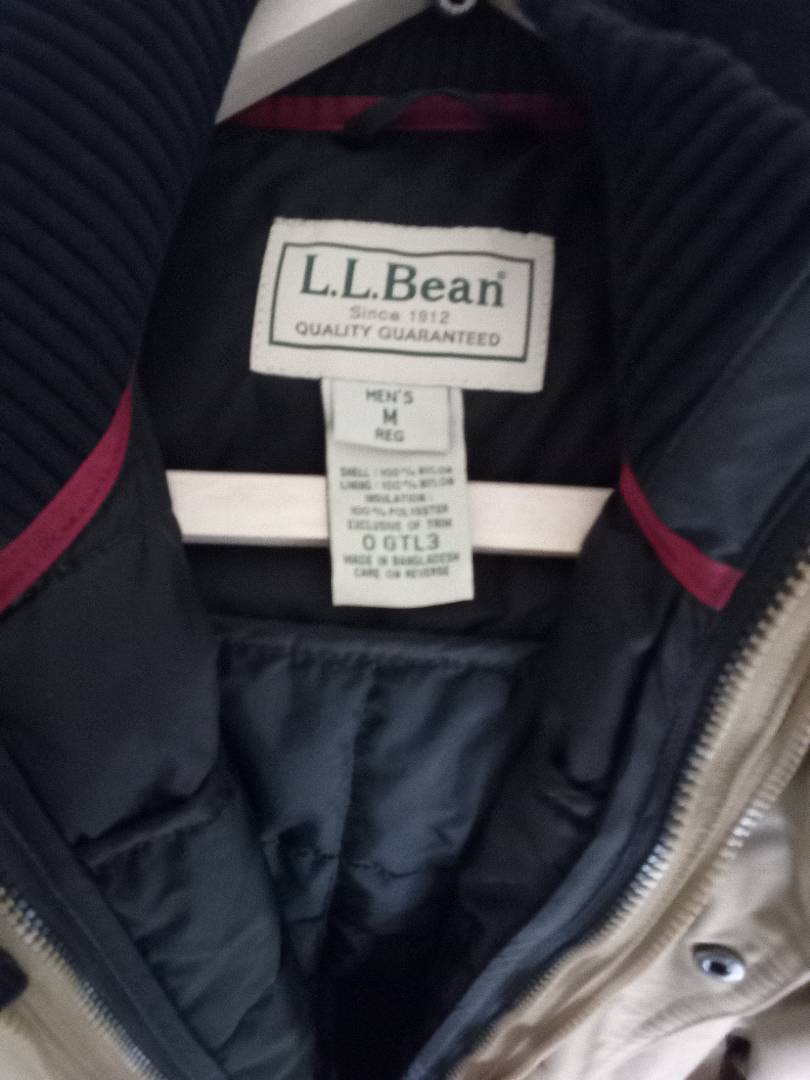 L.L.Bean®
Since 1912
QUALITY GUARANTEED
MEN'S
M
REG
SHELL: 100% NYLON
LINING: 100% NYLON
INSULATION:
100% POLYESTER
EXCLUSIVE OF TRIM
0 GTL3
MADE IN BANGLADESH
CARE ON REVERSE